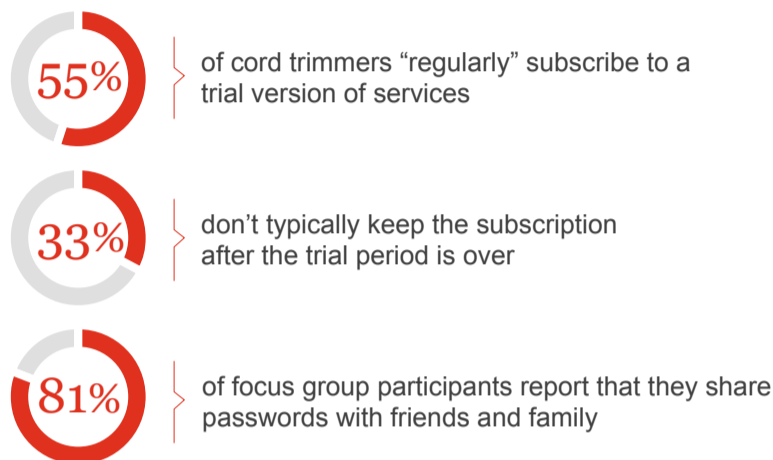 55%
of cord trimmers “regularly” subscribe to a
trial version of services
33%
don’t typically keep the subscription
after the trial period is over
81%
of focus group participants report that they share
passwords with friends and family